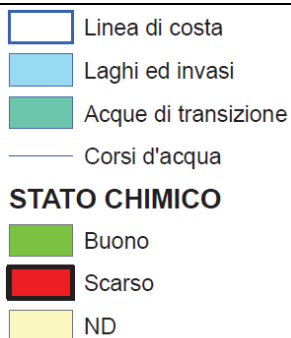 Linea di costa
Laghi ed invasi
Acque di transizione
Corsi d'acqua
STATO CHIMICO
Buono
Scarso
ND